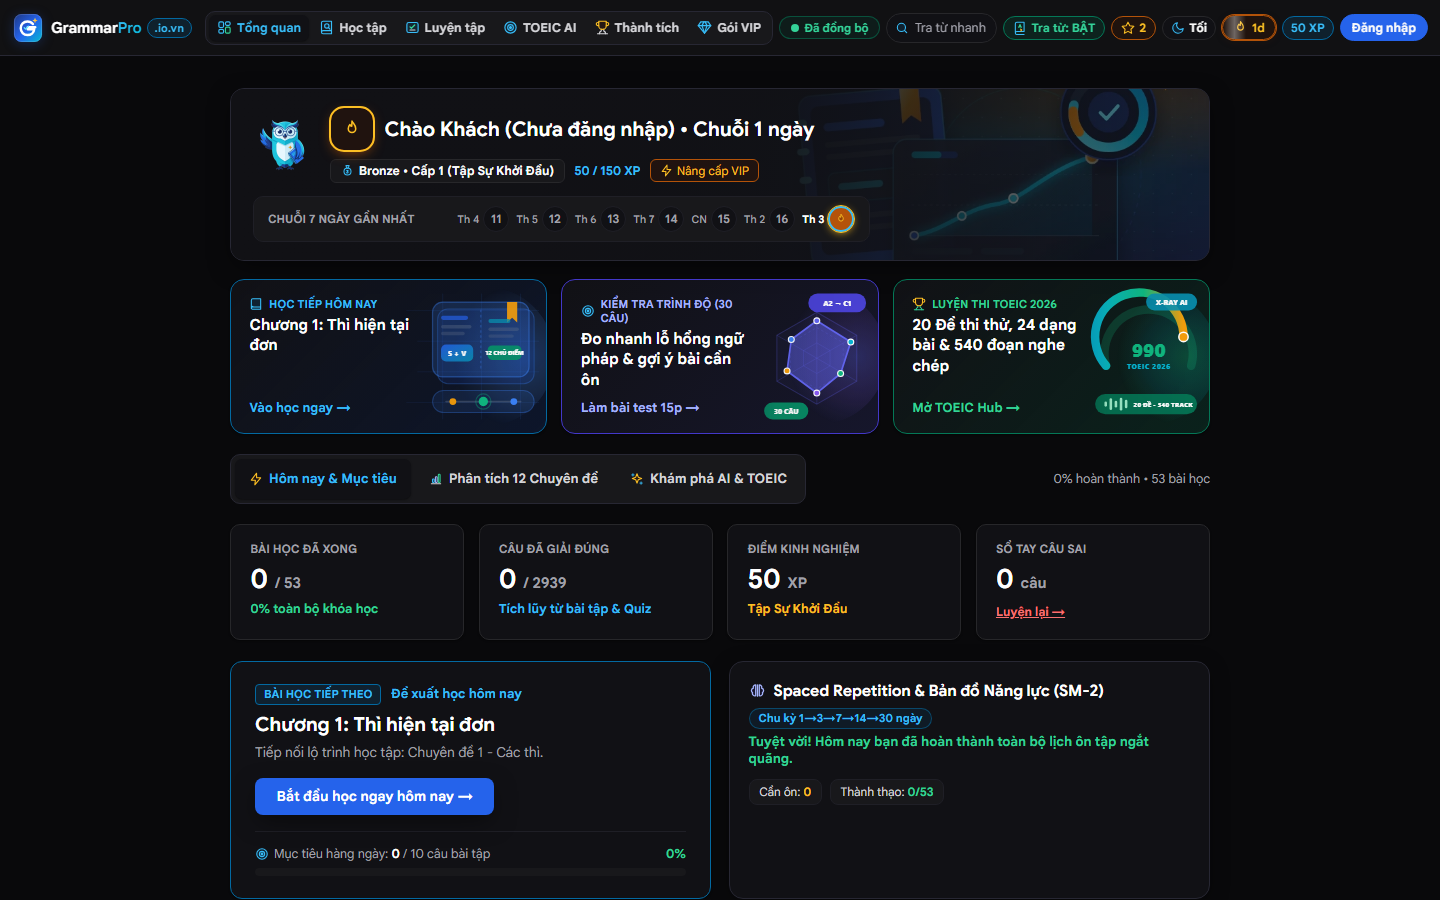 GrammarPro .io.vn Tổng quan Học tập Luyện tập TOEIC AI Thành tích Gói VIP Đã đồng bộ Tra từ nhanh Tra từ: BẬT 2 Tối 1d 50 XP Đăng nhập
Chào Khách (Chưa đăng nhập) • Chuỗi 1 ngày
Bronze • Cấp 1 (Tập Sự Khởi Đầu) 50 / 150 XP Nâng cấp VIP
CHUỖI 7 NGÀY GẦN NHẤT Th 4 11 Th 5 12 Th 6 13 Th 7 14 CN 15 Th 2 16 Th 3
HỌC TIẾP HÔM NAY
Chương 1: Thì hiện tại
đơn
S + V
12 CHỦ ĐIỂM
Vào học ngay →
KIỂM TRA TRÌNH ĐỘ (30
CÂU)
Đo nhanh lỗ hổng ngữ
pháp & gợi ý bài cần
ôn
A2 → C1
30 CÂU
Làm bài test 15p →
LUYỆN THI TOEIC 2026
20 Đề thi thử, 24 dạng
bài & 540 đoạn nghe
chép
X-RAY AI
990
TOEIC 2026
20 ĐỀ • 540 TRACK
Mở TOEIC Hub →
Hôm nay & Mục tiêu Phân tích 12 Chuyên đề Khám phá AI & TOEIC 0% hoàn thành • 53 bài học
BÀI HỌC ĐÃ XONG
0 / 53
0% toàn bộ khóa học
CÂU ĐÃ GIẢI ĐÚNG
0 / 2939
Tích lũy từ bài tập & Quiz
ĐIỂM KINH NGHIỆM
50 XP
Tập Sự Khởi Đầu
SỔ TAY CÂU SAI
0 câu
Luyện lại →
BÀI HỌC TIẾP THEO Đề xuất học hôm nay
Chương 1: Thì hiện tại đơn
Tiếp nối lộ trình học tập: Chuyên đề 1 - Các thì.
Bắt đầu học ngay hôm nay →
Mục tiêu hàng ngày: 0 / 10 câu bài tập 0%
Spaced Repetition & Bản đồ Năng lực (SM-2)
Chu kỳ 1→3→7→14→30 ngày
Tuyệt vời! Hôm nay bạn đã hoàn thành toàn bộ lịch ôn tập ngắt
quãng.
Cần ôn: 0 Thành thạo: 0/53